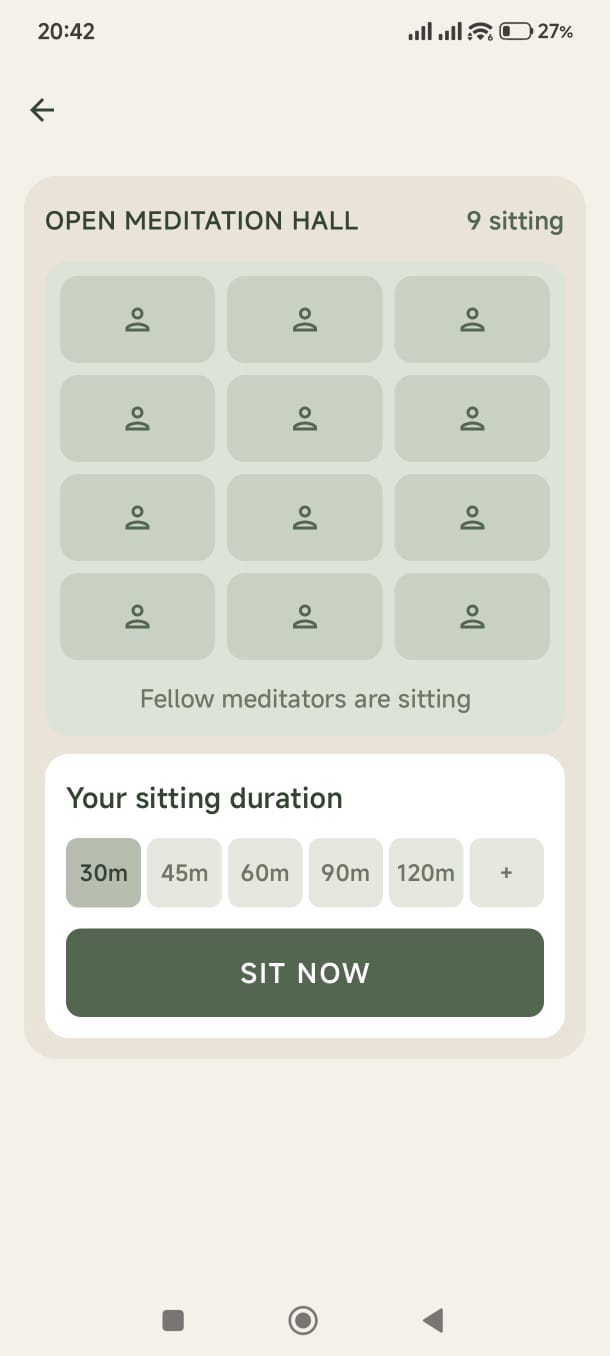 20:42
27%
OPEN MEDITATION HALL 9 sitting
Fellow meditators are sitting
Your sitting duration
30m 45m 60m 90m 120m +
SIT NOW